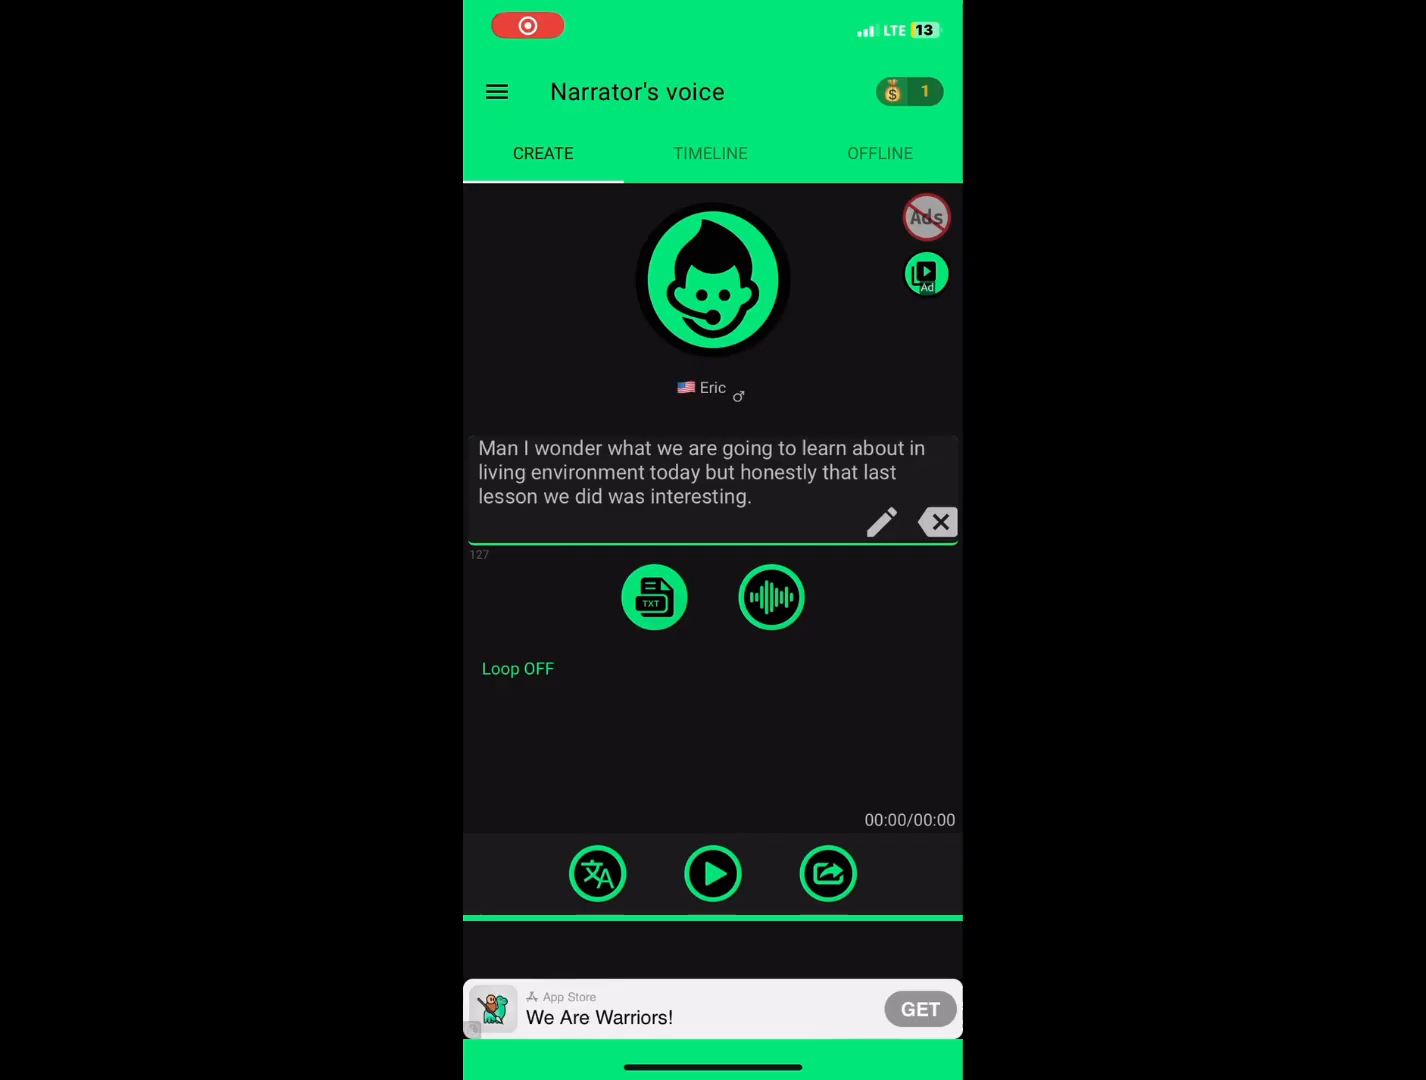 LTE 13
Narrator's voice
1
CREATE TIMELINE OFFLINE
Ads
Ad
🇺🇸 Eric ♂
Man I wonder what we are going to learn about in
living environment today but honestly that last
lesson we did was interesting.
127
TXT
Loop OFF
00:00/00:00
文A
App Store
We Are Warriors!
GET